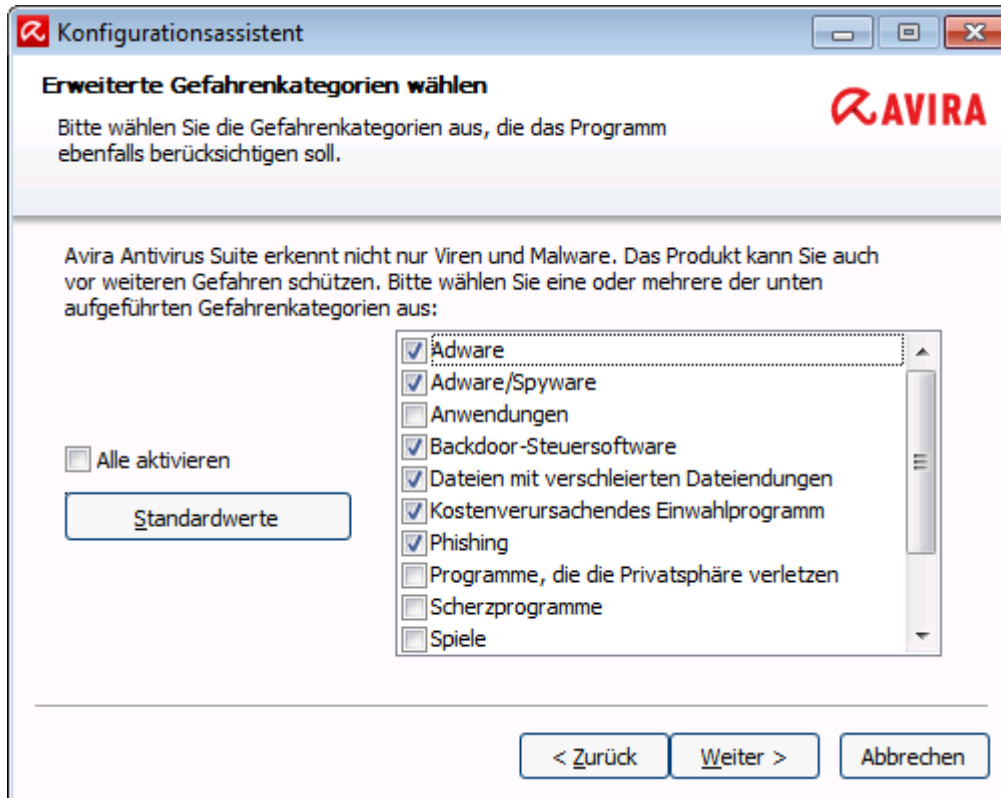 Konfigurationsassistent
Erweiterte Gefahrenkategorien wählen
Bitte wählen Sie die Gefahrenkategorien aus, die das Programm
ebenfalls berücksichtigen soll.
AVIRA
Avira Antivirus Suite erkennt nicht nur Viren und Malware. Das Produkt kann Sie auch
vor weiteren Gefahren schützen. Bitte wählen Sie eine oder mehrere der unten
aufgeführten Gefahrenkategorien aus:
Alle aktivieren
Standardwerte
Adware
Adware/Spyware
Anwendungen
Backdoor-Steuersoftware
Dateien mit verschleierten Dateiendungen
Kostenverursachendes Einwahlprogramm
Phishing
Programme, die die Privatsphäre verletzen
Scherzprogramme
Spiele
< Zurück
Weiter >
Abbrechen